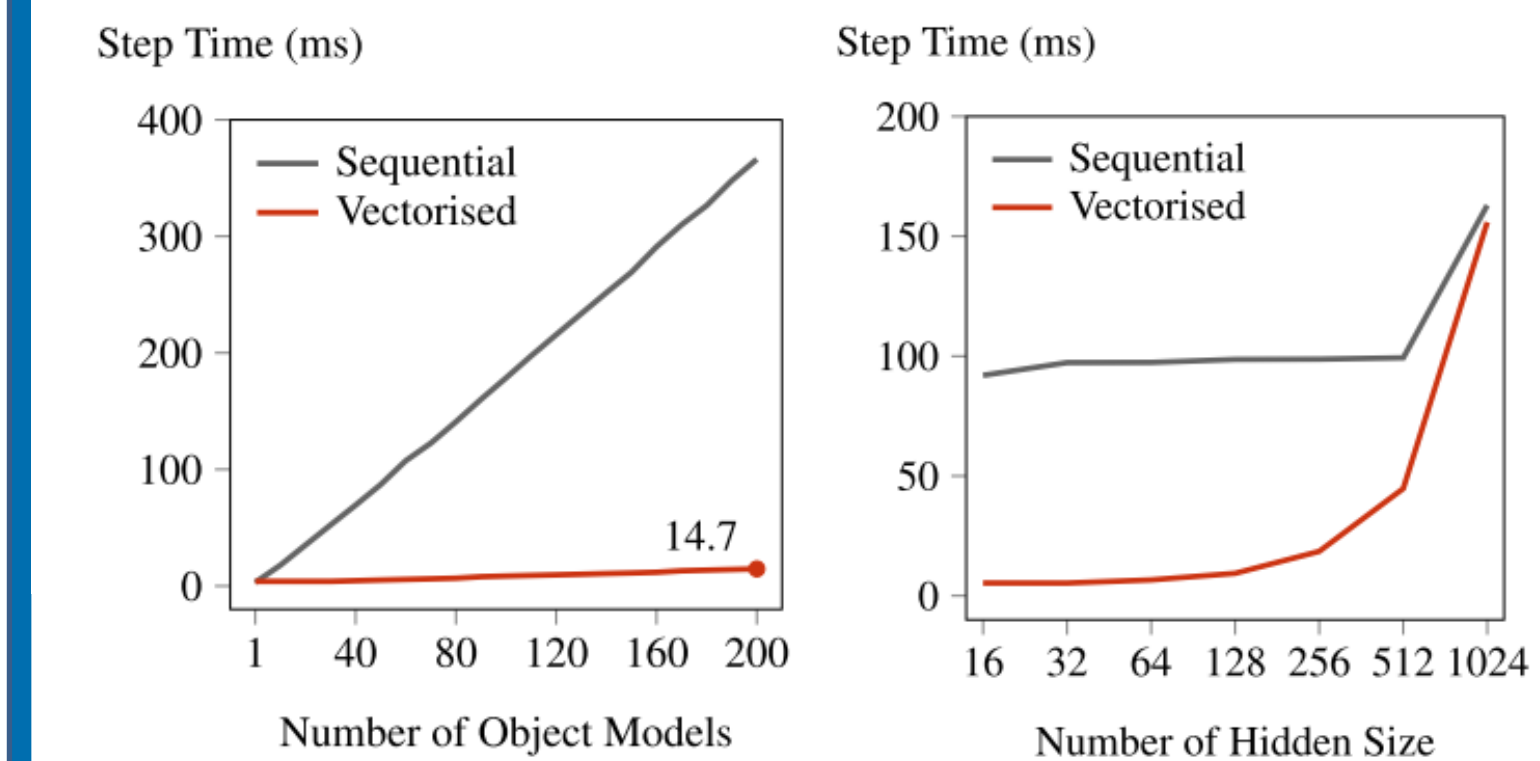 Step Time (ms)
400
300
200
100
0
Sequential
Vectorised
14.7
1 40 80 120 160 200
Number of Object Models
Step Time (ms)
200
150
100
50
0
Sequential
Vectorised
16 32 64 128 256 512 1024
Number of Hidden Size